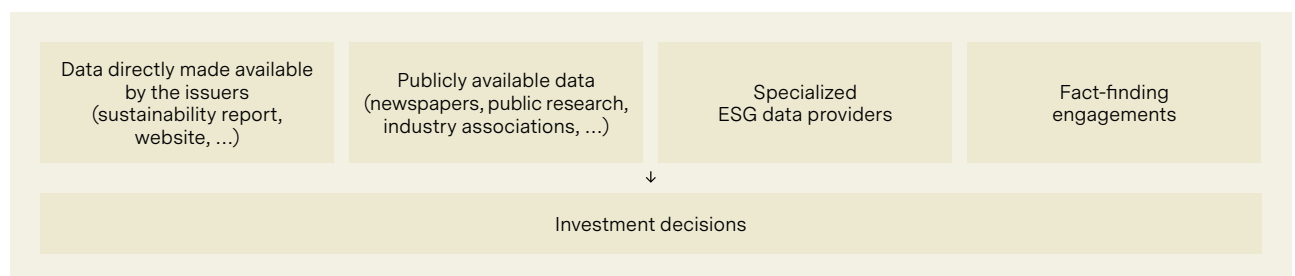 Data directly made available
by the issuers
(sustainability report,
website, ...)
Publicly available data
(newspapers, public research,
industry associations, ...)
Specialized
ESG data providers
Fact-finding
engagements
↓
Investment decisions